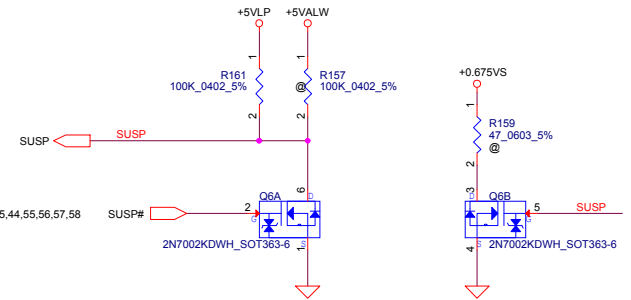 +5VLP
+5VALW
+0.675VS
1
R161
100K_0402_5%
2
1
R157
@
100K_0402_5%
2
1
R159
47_0603_5%
@
2
SUSP
SUSP
6
Q6A
D
2
G
S
1
2N7002KDWH_SOT363-6
5,44,55,56,57,58
SUSP#
3
Q6B
D
5
G
SUSP
S
4
2N7002KDWH_SOT363-6